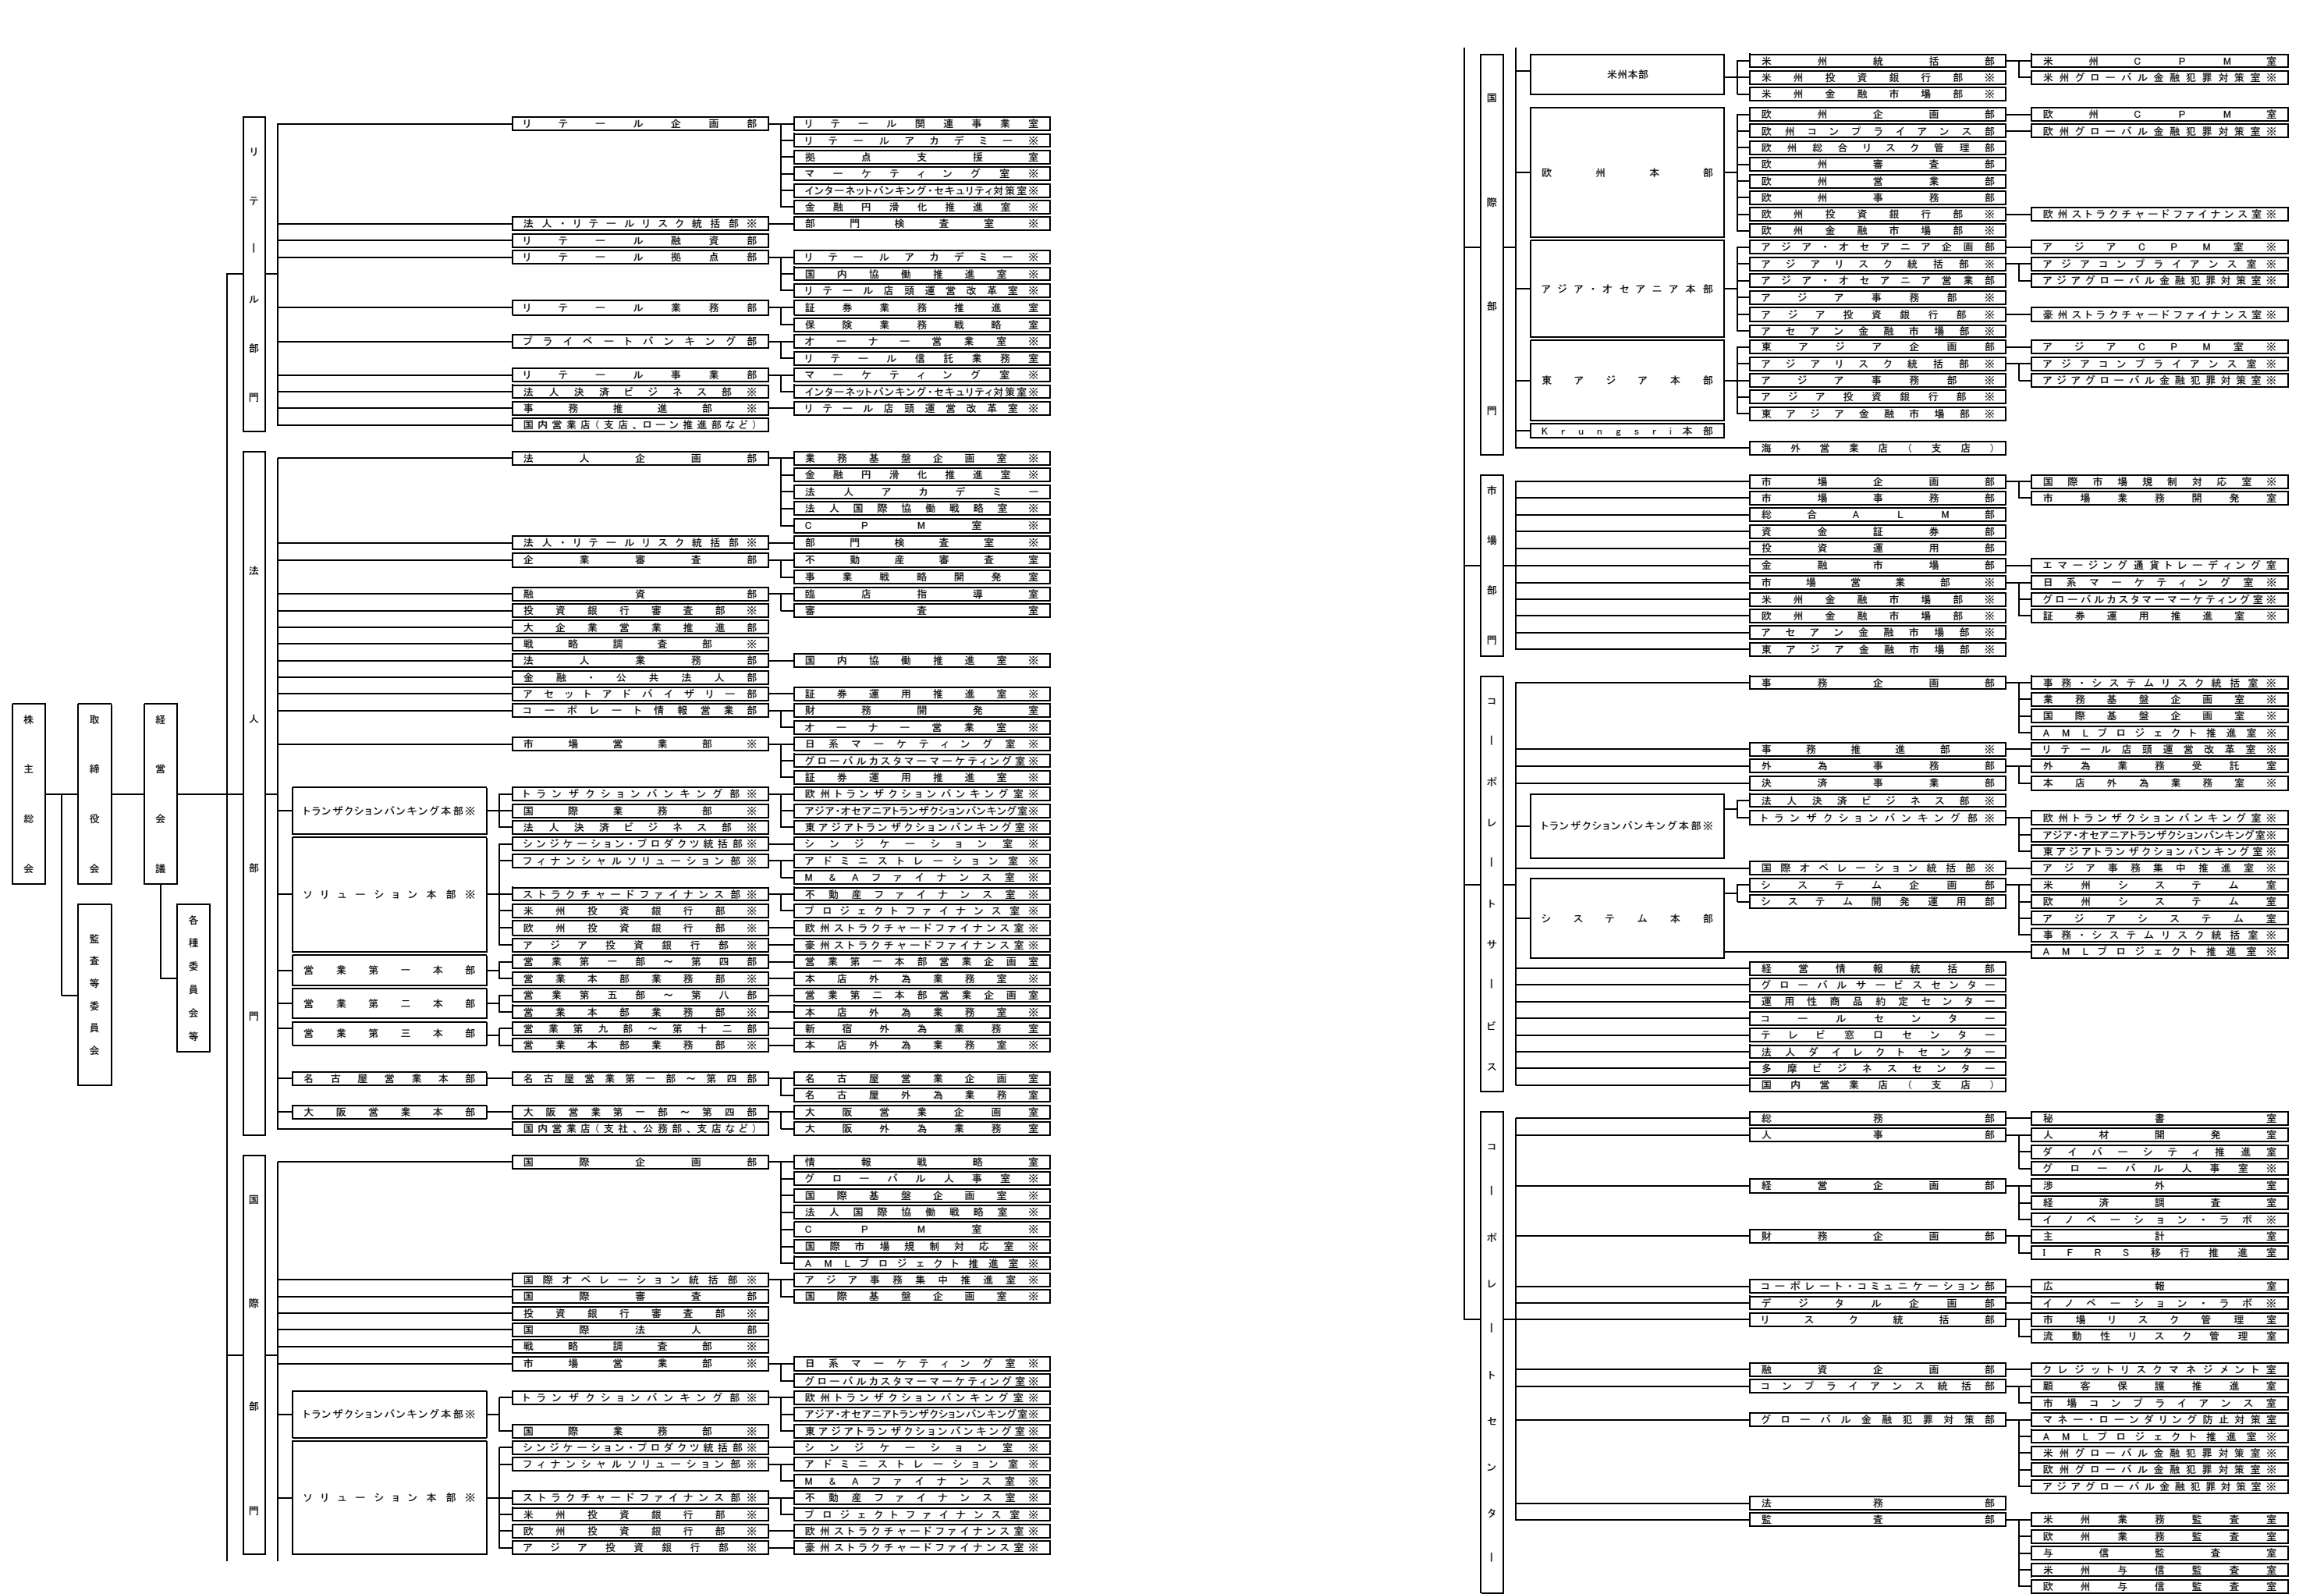 株主総会
取締役会
経営会議
監査等委員会
各種委員会等
リテール部門
リテール企画部
リテール関連事業室
リテールアカデミー※
拠点支援室
マーケティング室※
インターネットバンキング・セキュリティ対策室※
金融円滑化推進室※
法人・リテールリスク統括部※
部門検査室※
リテール融資部
リテール拠点部
リテールアカデミー※
国内協働推進室※
リテール店頭運営改革室※
リテール業務部
証券業務推進室
保険業務戦略室
プライベートバンキング部
オーナー営業室※
リテール信託業務室
リテール事業部
マーケティング室※
法人決済ビジネス部※
インターネットバンキング・セキュリティ対策室※
事務推進部※
リテール店頭運営改革室※
国内営業店(支店、ローン推進部など)
法人部門
法人企画部
業務基盤企画室※
金融円滑化推進室※
法人アカデミー
法人国際協働戦略室※
CPM室※
法人・リテールリスク統括部※
部門検査室※
企業審査部
不動産審査室
事業戦略開発室
融資部
臨店指導室
投資銀行審査部※
審査室
大企業営業推進部
戦略調査部※
法人業務部
国内協働推進室※
金融・公共法人部
アセットアドバイザリー部
証券運用推進室※
コーポレート情報営業部
財務開発室
オーナー営業室※
市場営業部※
日系マーケティング室※
グローバルカスタマーマーケティング室※
証券運用推進室※
トランザクションバンキング本部※
トランザクションバンキング部※
欧州トランザクションバンキング室※
国際業務部※
アジア・オセアニアトランザクションバンキング室※
法人決済ビジネス部※
東アジアトランザクションバンキング室※
ソリューション本部※
シンジケーション・プロダクツ統括部※
シンジケーション室※
フィナンシャルソリューション部※
アドミニストレーション室※
M&Aファイナンス室※
ストラクチャードファイナンス部※
不動産ファイナンス室※
米州投資銀行部※
プロジェクトファイナンス室※
欧州投資銀行部※
欧州ストラクチャードファイナンス室※
アジア投資銀行部※
豪州ストラクチャードファイナンス室※
営業第一本部
営業第一部~第四部
営業第一本部営業企画室
営業本部業務部※
本店外為業務室※
営業第二本部
営業第五部~第八部
営業第二本部営業企画室
営業本部業務部※
本店外為業務室※
営業第三本部
営業第九部~第十二部
新宿外為業務室
営業本部業務部※
本店外為業務室※
名古屋営業本部
名古屋営業第一部~第四部
名古屋営業企画室
名古屋外為業務室
大阪営業本部
大阪営業第一部~第四部
大阪営業企画室
国内営業店(支社、公務部、支店など)
大阪外為業務室
国際部門
国際企画部
情報戦略室
グローバル人事室※
国際基盤企画室※
法人国際協働戦略室※
CPM室※
国際市場規制対応室※
AMLプロジェクト推進室※
国際オペレーション統括部※
アジア事務集中推進室※
国際審査部
国際基盤企画室※
投資銀行審査部※
国際法人部
戦略調査部※
市場営業部※
日系マーケティング室※
グローバルカスタマーマーケティング室※
トランザクションバンキング本部※
トランザクションバンキング部※
欧州トランザクションバンキング室※
アジア・オセアニアトランザクションバンキング室※
国際業務部※
東アジアトランザクションバンキング室※
ソリューション本部※
シンジケーション・プロダクツ統括部※
シンジケーション室※
フィナンシャルソリューション部※
アドミニストレーション室※
M&Aファイナンス室※
ストラクチャードファイナンス部※
不動産ファイナンス室※
米州投資銀行部※
プロジェクトファイナンス室※
欧州投資銀行部※
欧州ストラクチャードファイナンス室※
アジア投資銀行部※
豪州ストラクチャードファイナンス室※
国際部門
米州本部
米州統括部
米州CPM室
米州投資銀行部※
米州グローバル金融犯罪対策室※
米州金融市場部※
欧州本部
欧州企画部
欧州CPM室
欧州コンプライアンス部
欧州グローバル金融犯罪対策室※
欧州総合リスク管理部
欧州審査部
欧州営業部
欧州事務部
欧州投資銀行部※
欧州ストラクチャードファイナンス室※
欧州金融市場部※
アジア・オセアニア本部
アジア・オセアニア企画部
アジアCPM室※
アジアリスク統括部※
アジアコンプライアンス室※
アジア・オセアニア営業部
アジアグローバル金融犯罪対策室※
アジア事務部※
アジア投資銀行部※
豪州ストラクチャードファイナンス室※
アセアン金融市場部※
東アジア本部
東アジア企画部
アジアCPM室※
アジアリスク統括部※
アジアコンプライアンス室※
アジア事務部※
アジアグローバル金融犯罪対策室※
アジア投資銀行部※
東アジア金融市場部※
Krungsri本部
海外営業店(支店)
市場部門
市場企画部
国際市場規制対応室※
市場事務部
市場業務開発室
総合ALM部
資金証券部
投資運用部
金融市場部
エマージング通貨トレーディング室
市場営業部※
日系マーケティング室※
米州金融市場部※
グローバルカスタマーマーケティング室※
欧州金融市場部※
証券運用推進室※
アセアン金融市場部※
東アジア金融市場部※
コーポレートサービス
事務企画部
事務・システムリスク統括室※
業務基盤企画室※
国際基盤企画室※
AMLプロジェクト推進室※
事務推進部※
リテール店頭運営改革室※
外為事務部
外為業務受託室
決済事業部
本店外為業務室※
トランザクションバンキング本部※
法人決済ビジネス部※
トランザクションバンキング部※
欧州トランザクションバンキング室※
アジア・オセアニアトランザクションバンキング室※
東アジアトランザクションバンキング室※
国際オペレーション統括部※
アジア事務集中推進室※
システム本部
システム企画部
米州システム室
システム開発運用部
欧州システム室
アジアシステム室
事務・システムリスク統括室※
AMLプロジェクト推進室※
経営情報統括部
グローバルサービスセンター
運用性商品約定センター
コールセンター
テレビ窓口センター
法人ダイレクトセンター
多摩ビジネスセンター
国内営業店(支店)
コーポレートセンター
総務部
秘書室
人事部
人材開発室
ダイバーシティ推進室
グローバル人事室※
経営企画部
渉外室
経済調査室
イノベーション・ラボ※
財務企画部
主計室
IFRS移行推進室
コーポレート・コミュニケーション部
広報室
デジタル企画部
イノベーション・ラボ※
リスク統括部
市場リスク管理室
流動性リスク管理室
融資企画部
クレジットリスクマネジメント室
コンプライアンス統括部
顧客保護推進室
市場コンプライアンス室
グローバル金融犯罪対策部
マネー・ローンダリング防止対策室
AMLプロジェクト推進室※
米州グローバル金融犯罪対策室※
欧州グローバル金融犯罪対策室※
アジアグローバル金融犯罪対策室※
法務部
監査部
米州業務監査室
欧州業務監査室
与信監査室
米州与信監査室
欧州与信監査室